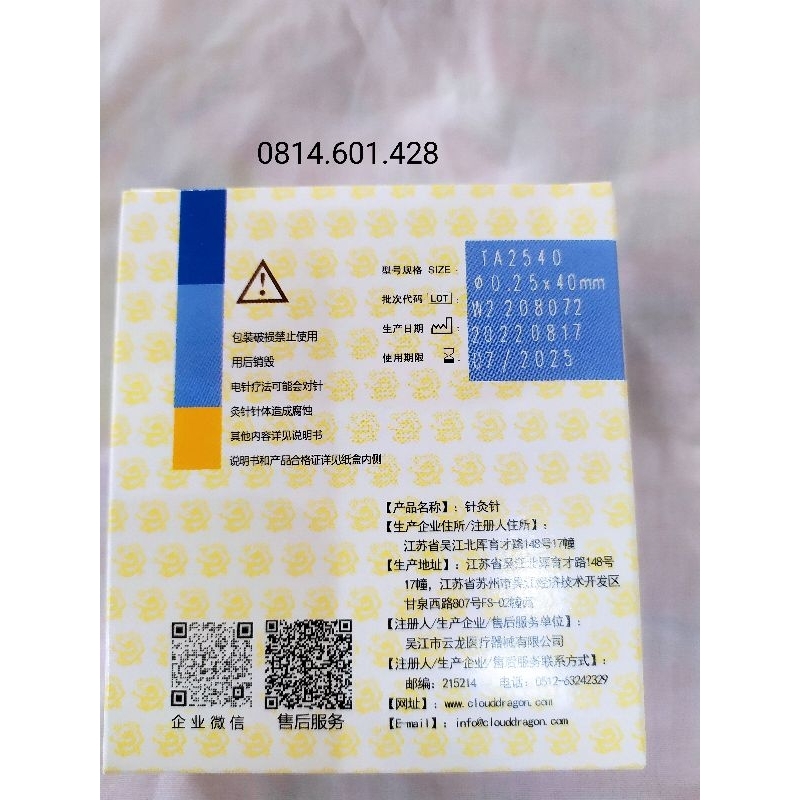 0814.601.428
型号规格 SIZE: TA2540
Φ0.25x40mm
批次代码 LOT: W2208072
生产日期: 20220817
使用期限: 07/2025
包装破损禁止使用
用后销毁
电针疗法可能会对针
灸针针体造成腐蚀
其他内容详见说明书
说明书和产品合格证详见纸盒内侧
【产品名称】: 针灸针
【生产企业住所/注册人住所】:
江苏省吴江北厍育才路148号17幢
【生产地址】: 江苏省吴江北厍育才路148号
17幢, 江苏省苏州市吴江经济技术开发区
甘泉西路807号FS-02幢
【注册人/生产企业/售后服务单位】:
吴江市云龙医疗器械有限公司
【注册人/生产企业/售后服务联系方式】:
邮编: 215214 电话: 0512-63242329
【网址】: www.clouddragon.com
【E-mail】: info@clouddragon.com
企业微信 售后服务